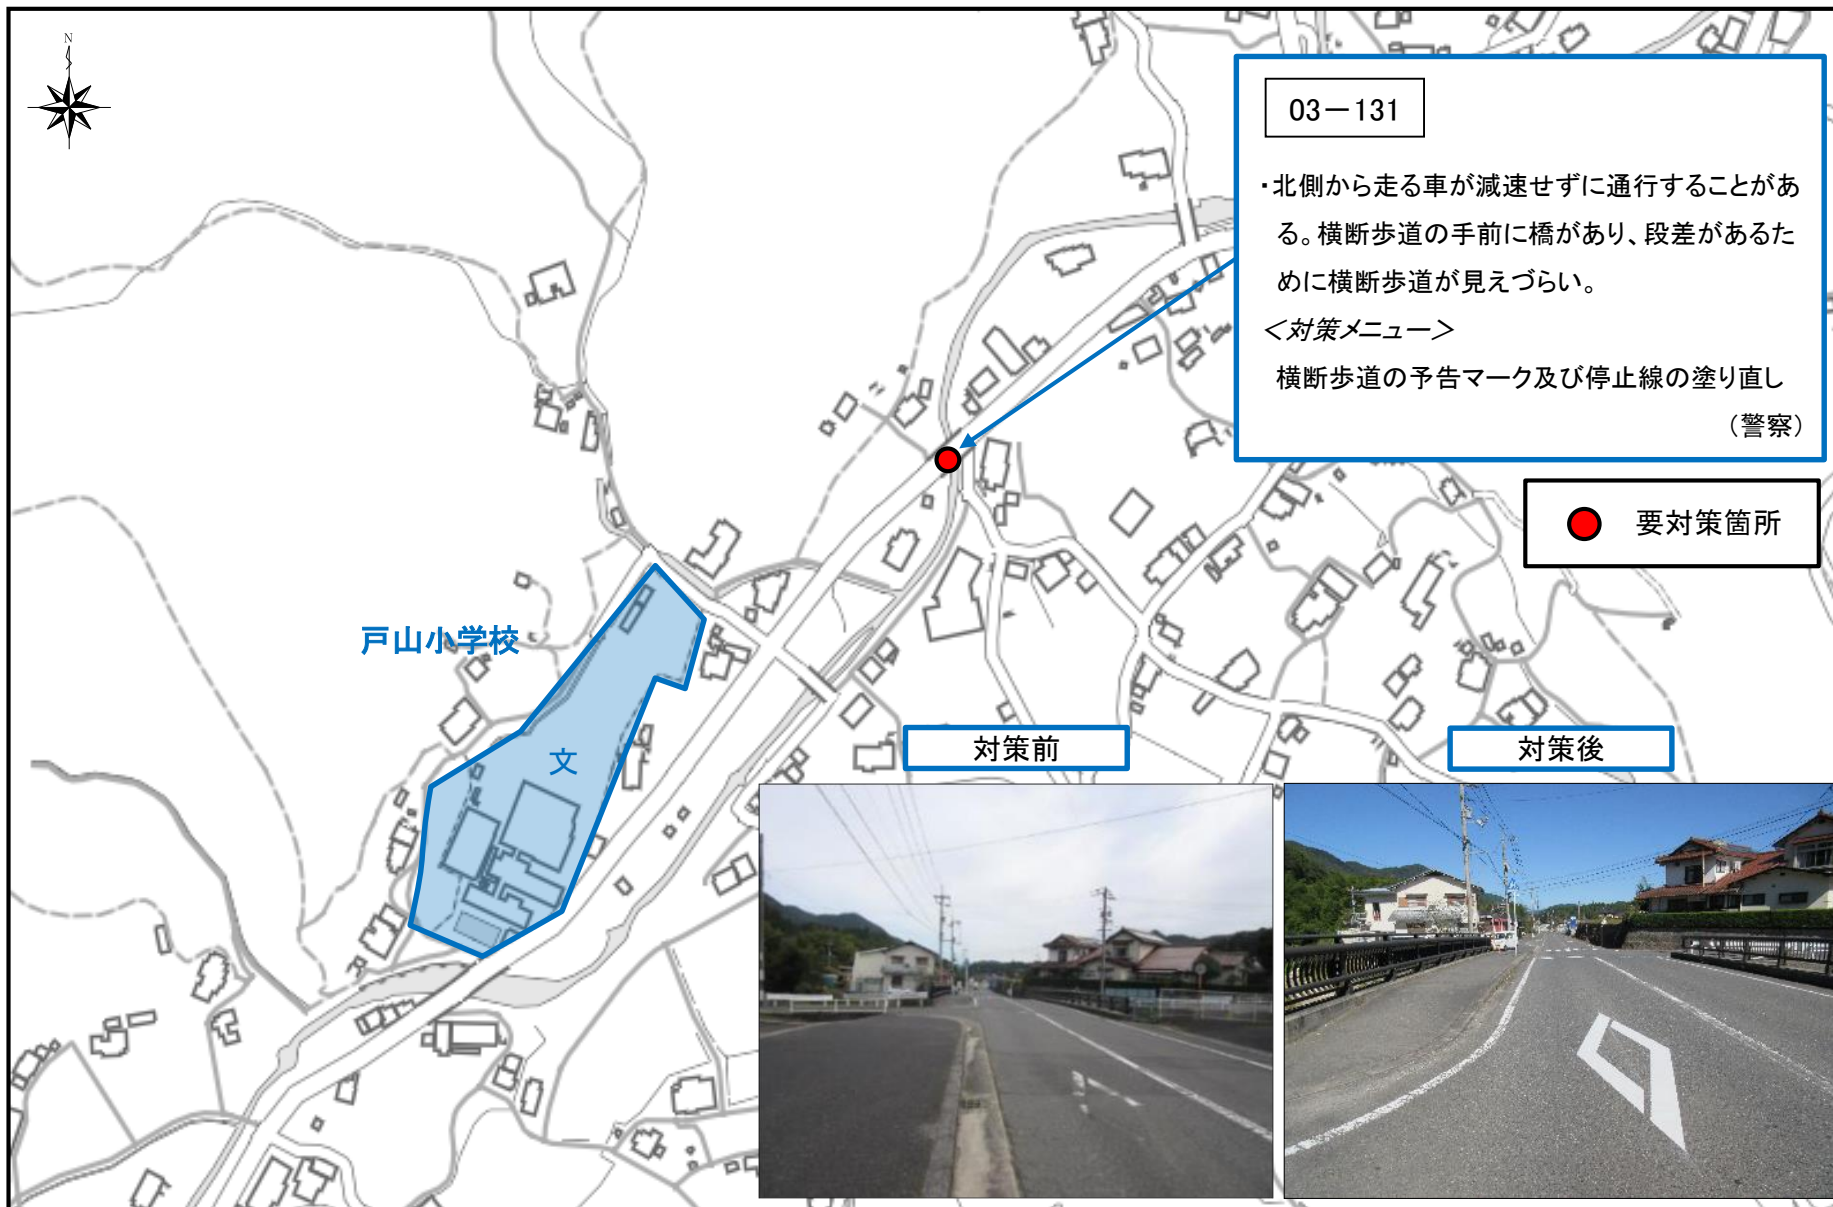 N
03－131
・北側から走る車が減速せずに通行することがあ
る。横断歩道の手前に橋があり、段差があるた
めに横断歩道が見えづらい。
＜対策メニュー＞
横断歩道の予告マーク及び停止線の塗り直し
（警察）
要対策箇所
戸山小学校
文
対策前
対策後